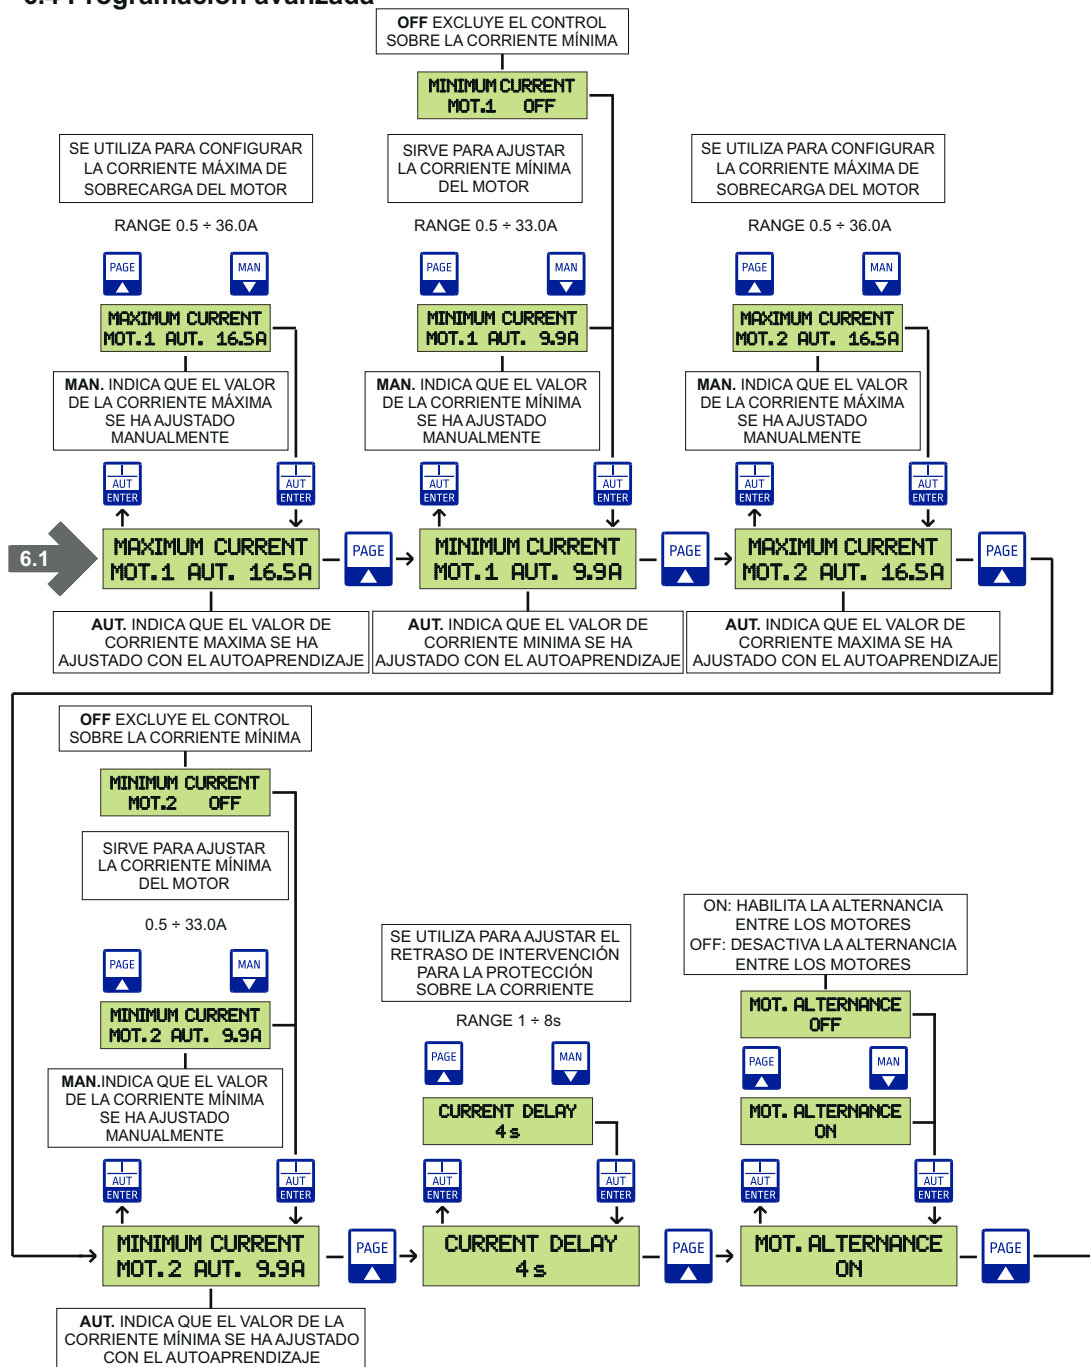 6.4 Programación avanzada
OFF EXCLUYE EL CONTROL
SOBRE LA CORRIENTE MÍNIMA
MINIMUM CURRENT
MOT.1 OFF
SE UTILIZA PARA CONFIGURAR
LA CORRIENTE MÁXIMA DE
SOBRECARGA DEL MOTOR
SIRVE PARA AJUSTAR
LA CORRIENTE MÍNIMA
DEL MOTOR
SE UTILIZA PARA CONFIGURAR
LA CORRIENTE MÁXIMA DE
SOBRECARGA DEL MOTOR
RANGE 0.5 ÷ 36.0A
RANGE 0.5 ÷ 33.0A
RANGE 0.5 ÷ 36.0A
PAGE
MAN
PAGE
MAN
PAGE
MAN
MAXIMUM CURRENT
MOT.1 AUT. 16.5A
MINIMUM CURRENT
MOT.1 AUT. 9.9A
MAXIMUM CURRENT
MOT.2 AUT. 16.5A
MAN. INDICA QUE EL VALOR
DE LA CORRIENTE MÁXIMA
SE HA AJUSTADO
MANUALMENTE
MAN. INDICA QUE EL VALOR
DE LA CORRIENTE MÍNIMA
SE HA AJUSTADO
MANUALMENTE
MAN. INDICA QUE EL VALOR
DE LA CORRIENTE MÁXIMA
SE HA AJUSTADO
MANUALMENTE
I
AUT
ENTER
I
AUT
ENTER
I
AUT
ENTER
I
AUT
ENTER
I
AUT
ENTER
I
AUT
ENTER
6.1
MAXIMUM CURRENT
MOT.1 AUT. 16.5A
PAGE
MINIMUM CURRENT
MOT.1 AUT. 9.9A
PAGE
MAXIMUM CURRENT
MOT.2 AUT. 16.5A
PAGE
AUT. INDICA QUE EL VALOR DE
CORRIENTE MAXIMA SE HA
AJUSTADO CON EL AUTOAPRENDIZAJE
AUT. INDICA QUE EL VALOR DE
CORRIENTE MINIMA SE HA
AJUSTADO CON EL AUTOAPRENDIZAJE
AUT. INDICA QUE EL VALOR DE
CORRIENTE MAXIMA SE HA
AJUSTADO CON EL AUTOAPRENDIZAJE
OFF EXCLUYE EL CONTROL
SOBRE LA CORRIENTE MÍNIMA
MINIMUM CURRENT
MOT.2 OFF
SIRVE PARA AJUSTAR
LA CORRIENTE MÍNIMA
DEL MOTOR
0.5 ÷ 33.0A
PAGE
MAN
MINIMUM CURRENT
MOT.2 AUT. 9.9A
MAN.INDICA QUE EL VALOR
DE LA CORRIENTE MÍNIMA
SE HA AJUSTADO
MANUALMENTE
SE UTILIZA PARA AJUSTAR EL
RETRASO DE INTERVENCIÓN
PARA LA PROTECCIÓN
SOBRE LA CORRIENTE
RANGE 1 ÷ 8s
PAGE
MAN
CURRENT DELAY
4 s
ON: HABILITA LA ALTERNANCIA
ENTRE LOS MOTORES
OFF: DESACTIVA LA ALTERNANCIA
ENTRE LOS MOTORES
MOT. ALTERNANCE
OFF
PAGE
MAN
MOT. ALTERNANCE
ON
I
AUT
ENTER
I
AUT
ENTER
I
AUT
ENTER
I
AUT
ENTER
I
AUT
ENTER
I
AUT
ENTER
MINIMUM CURRENT
MOT.2 AUT. 9.9A
PAGE
CURRENT DELAY
4 s
PAGE
MOT. ALTERNANCE
ON
PAGE
AUT. INDICA QUE EL VALOR DE LA
CORRIENTE MÍNIMA SE HA AJUSTADO
CON EL AUTOAPRENDIZAJE